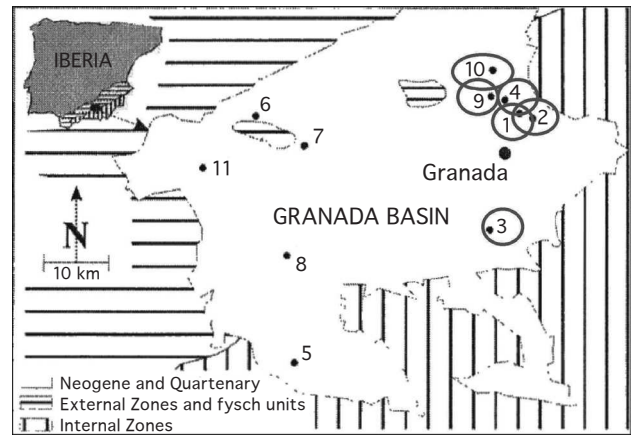 IBERIA
10
4
9
6
1
2
7
11
Granada
GRANADA BASIN
3
N
10 km
8
5
Neogene and Quartenary
External Zones and fysch units
Internal Zones